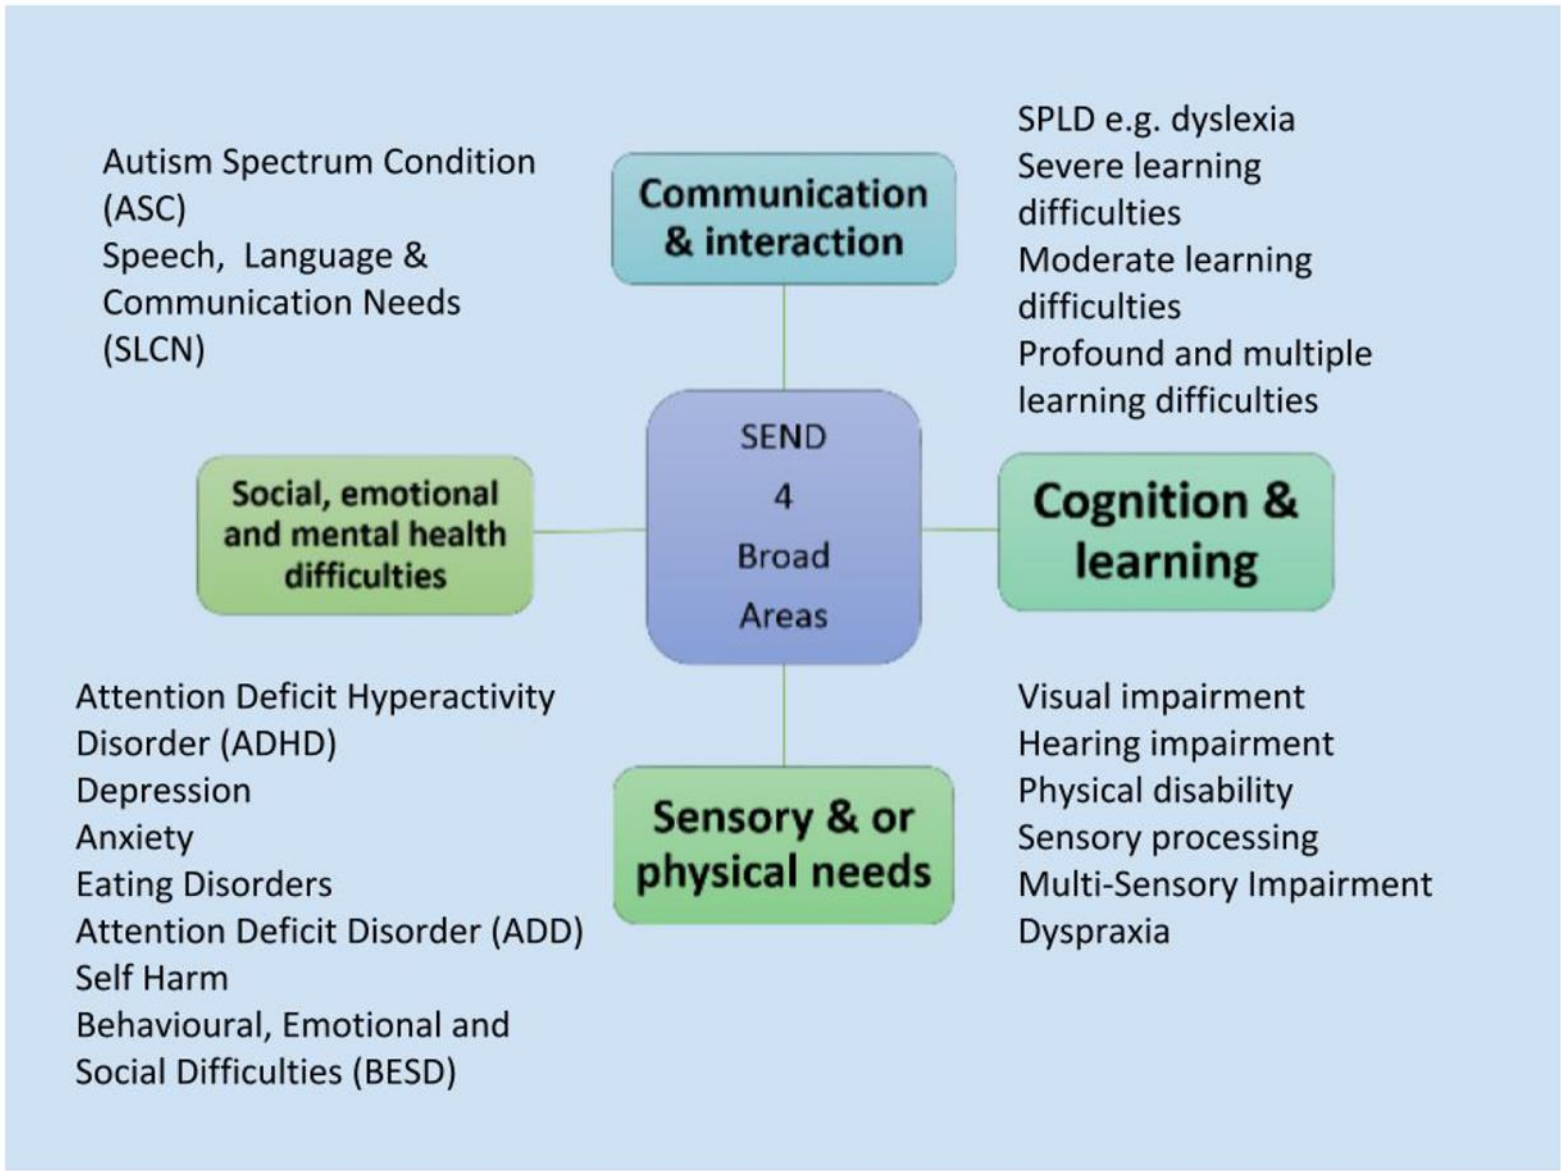 Autism Spectrum Condition
(ASC)
Speech,  Language &
Communication Needs
(SLCN)
Communication
& interaction
SPLD e.g. dyslexia
Severe learning
difficulties
Moderate learning
difficulties
Profound and multiple
learning difficulties
Social, emotional
and mental health
difficulties
SEND
4
Broad
Areas
Cognition &
learning
Attention Deficit Hyperactivity
Disorder (ADHD)
Depression
Anxiety
Eating Disorders
Attention Deficit Disorder (ADD)
Self Harm
Behavioural, Emotional and
Social Difficulties (BESD)
Sensory & or
physical needs
Visual impairment
Hearing impairment
Physical disability
Sensory processing
Multi-Sensory Impairment
Dyspraxia